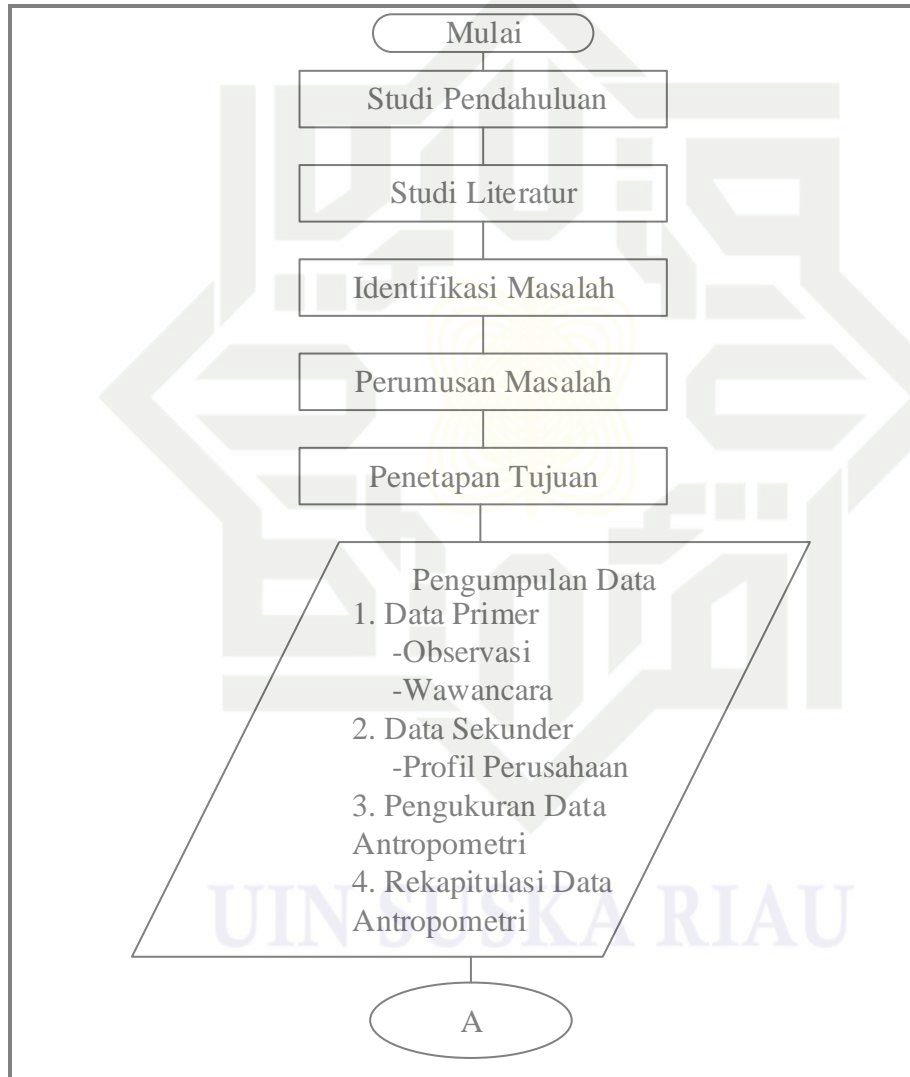 Mulai
Studi Pendahuluan
Studi Literatur
Identifikasi Masalah
Perumusan Masalah
Penetapan Tujuan
Pengumpulan Data
1. Data Primer
-Observasi
-Wawancara
2. Data Sekunder
-Profil Perusahaan
3. Pengukuran Data
Antropometri
4. Rekapitulasi Data
Antropometri
UIN SUSKA RIAU
A